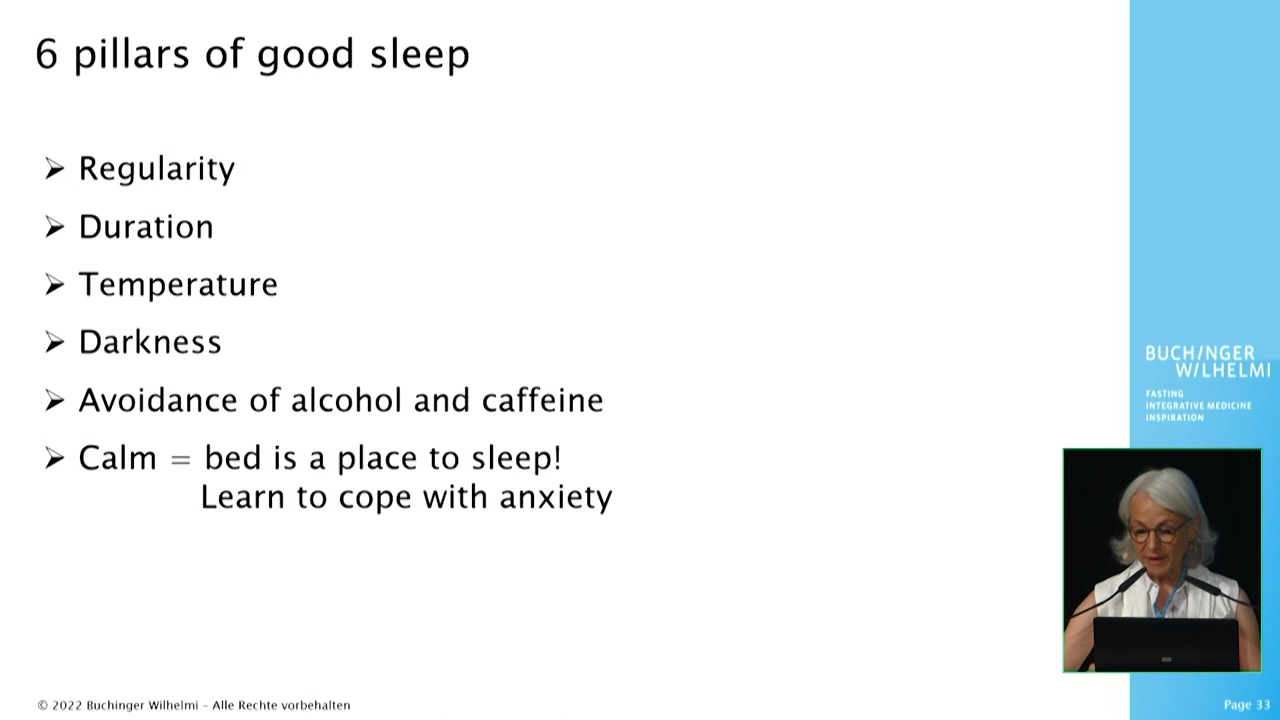 6 pillars of good sleep
➢ Regularity
➢ Duration
➢ Temperature
➢ Darkness
➢ Avoidance of alcohol and caffeine
➢ Calm = bed is a place to sleep!
Learn to cope with anxiety
BUCHINGER
WILHELMI
FASTING
INTEGRATIVE MEDICINE
INSPIRATION
© 2022 Buchinger Wilhelmi – Alle Rechte vorbehalten
Page 33